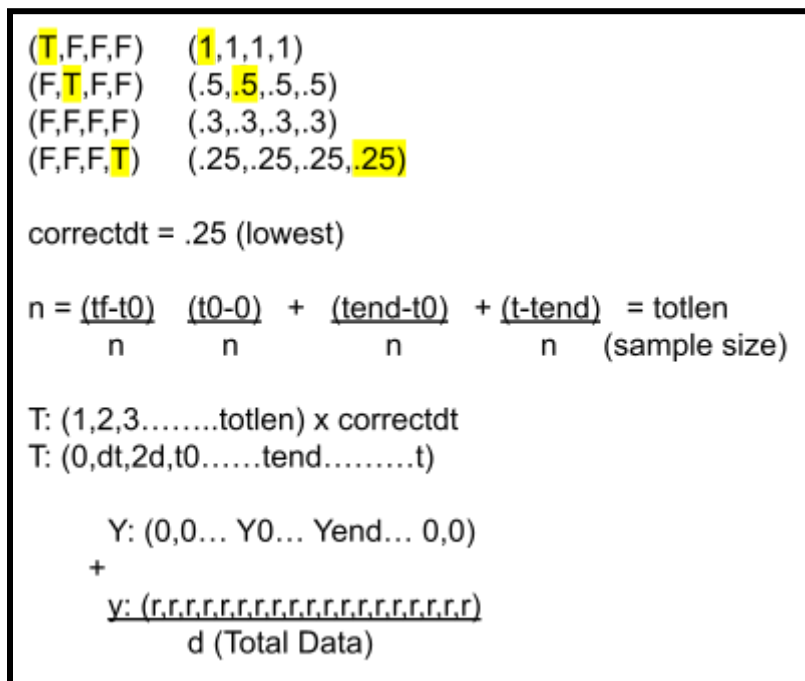 (T,F,F,F) (1,1,1,1)
(F,T,F,F) (.5,.5,.5,.5)
(F,F,F,F) (.3,.3,.3,.3)
(F,F,F,T) (.25,.25,.25,.25)
correctdt = .25 (lowest)
n = (tf-t0) (t0-0) + (tend-t0) + (t-tend) = totlen
n n n n (sample size)
T: (1,2,3........totlen) x correctdt
T: (0,dt,2d,t0......tend.........t)
Y: (0,0... Y0... Yend... 0,0)
+
y: (r,r,r,r,r,r,r,r,r,r,r,r,r,r,r,r,r,r,r)
d (Total Data)